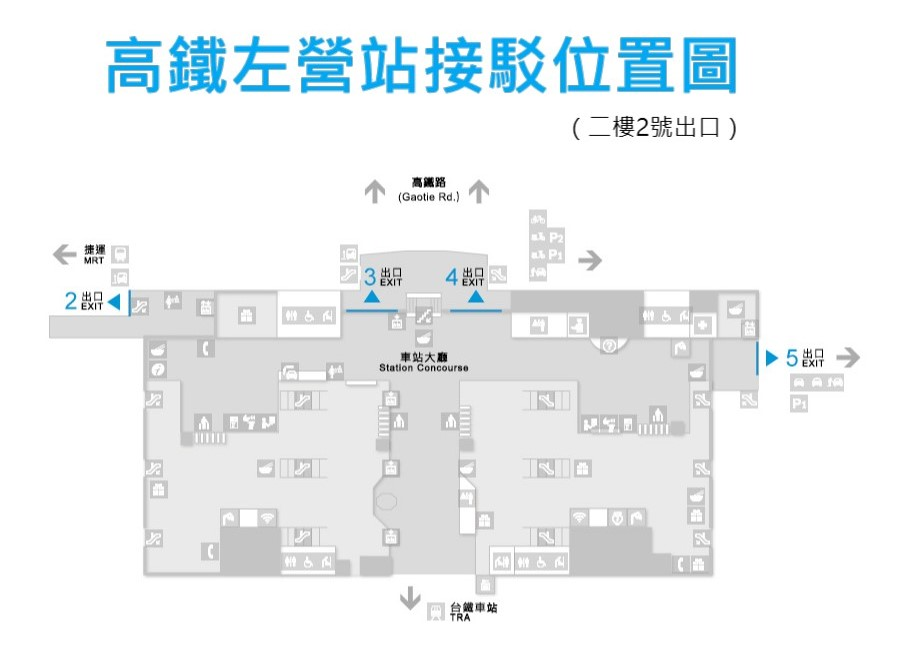 高鐵左營站接駁位置圖
（二樓2號出口）
高鐵路
(Gaotie Rd.)
捷運
MRT
2 出口
EXIT
3 出口
EXIT
4 出口
EXIT
P2
P1
車站大廳
Station Concourse
5 出口
EXIT
P1
台鐵車站
TRA